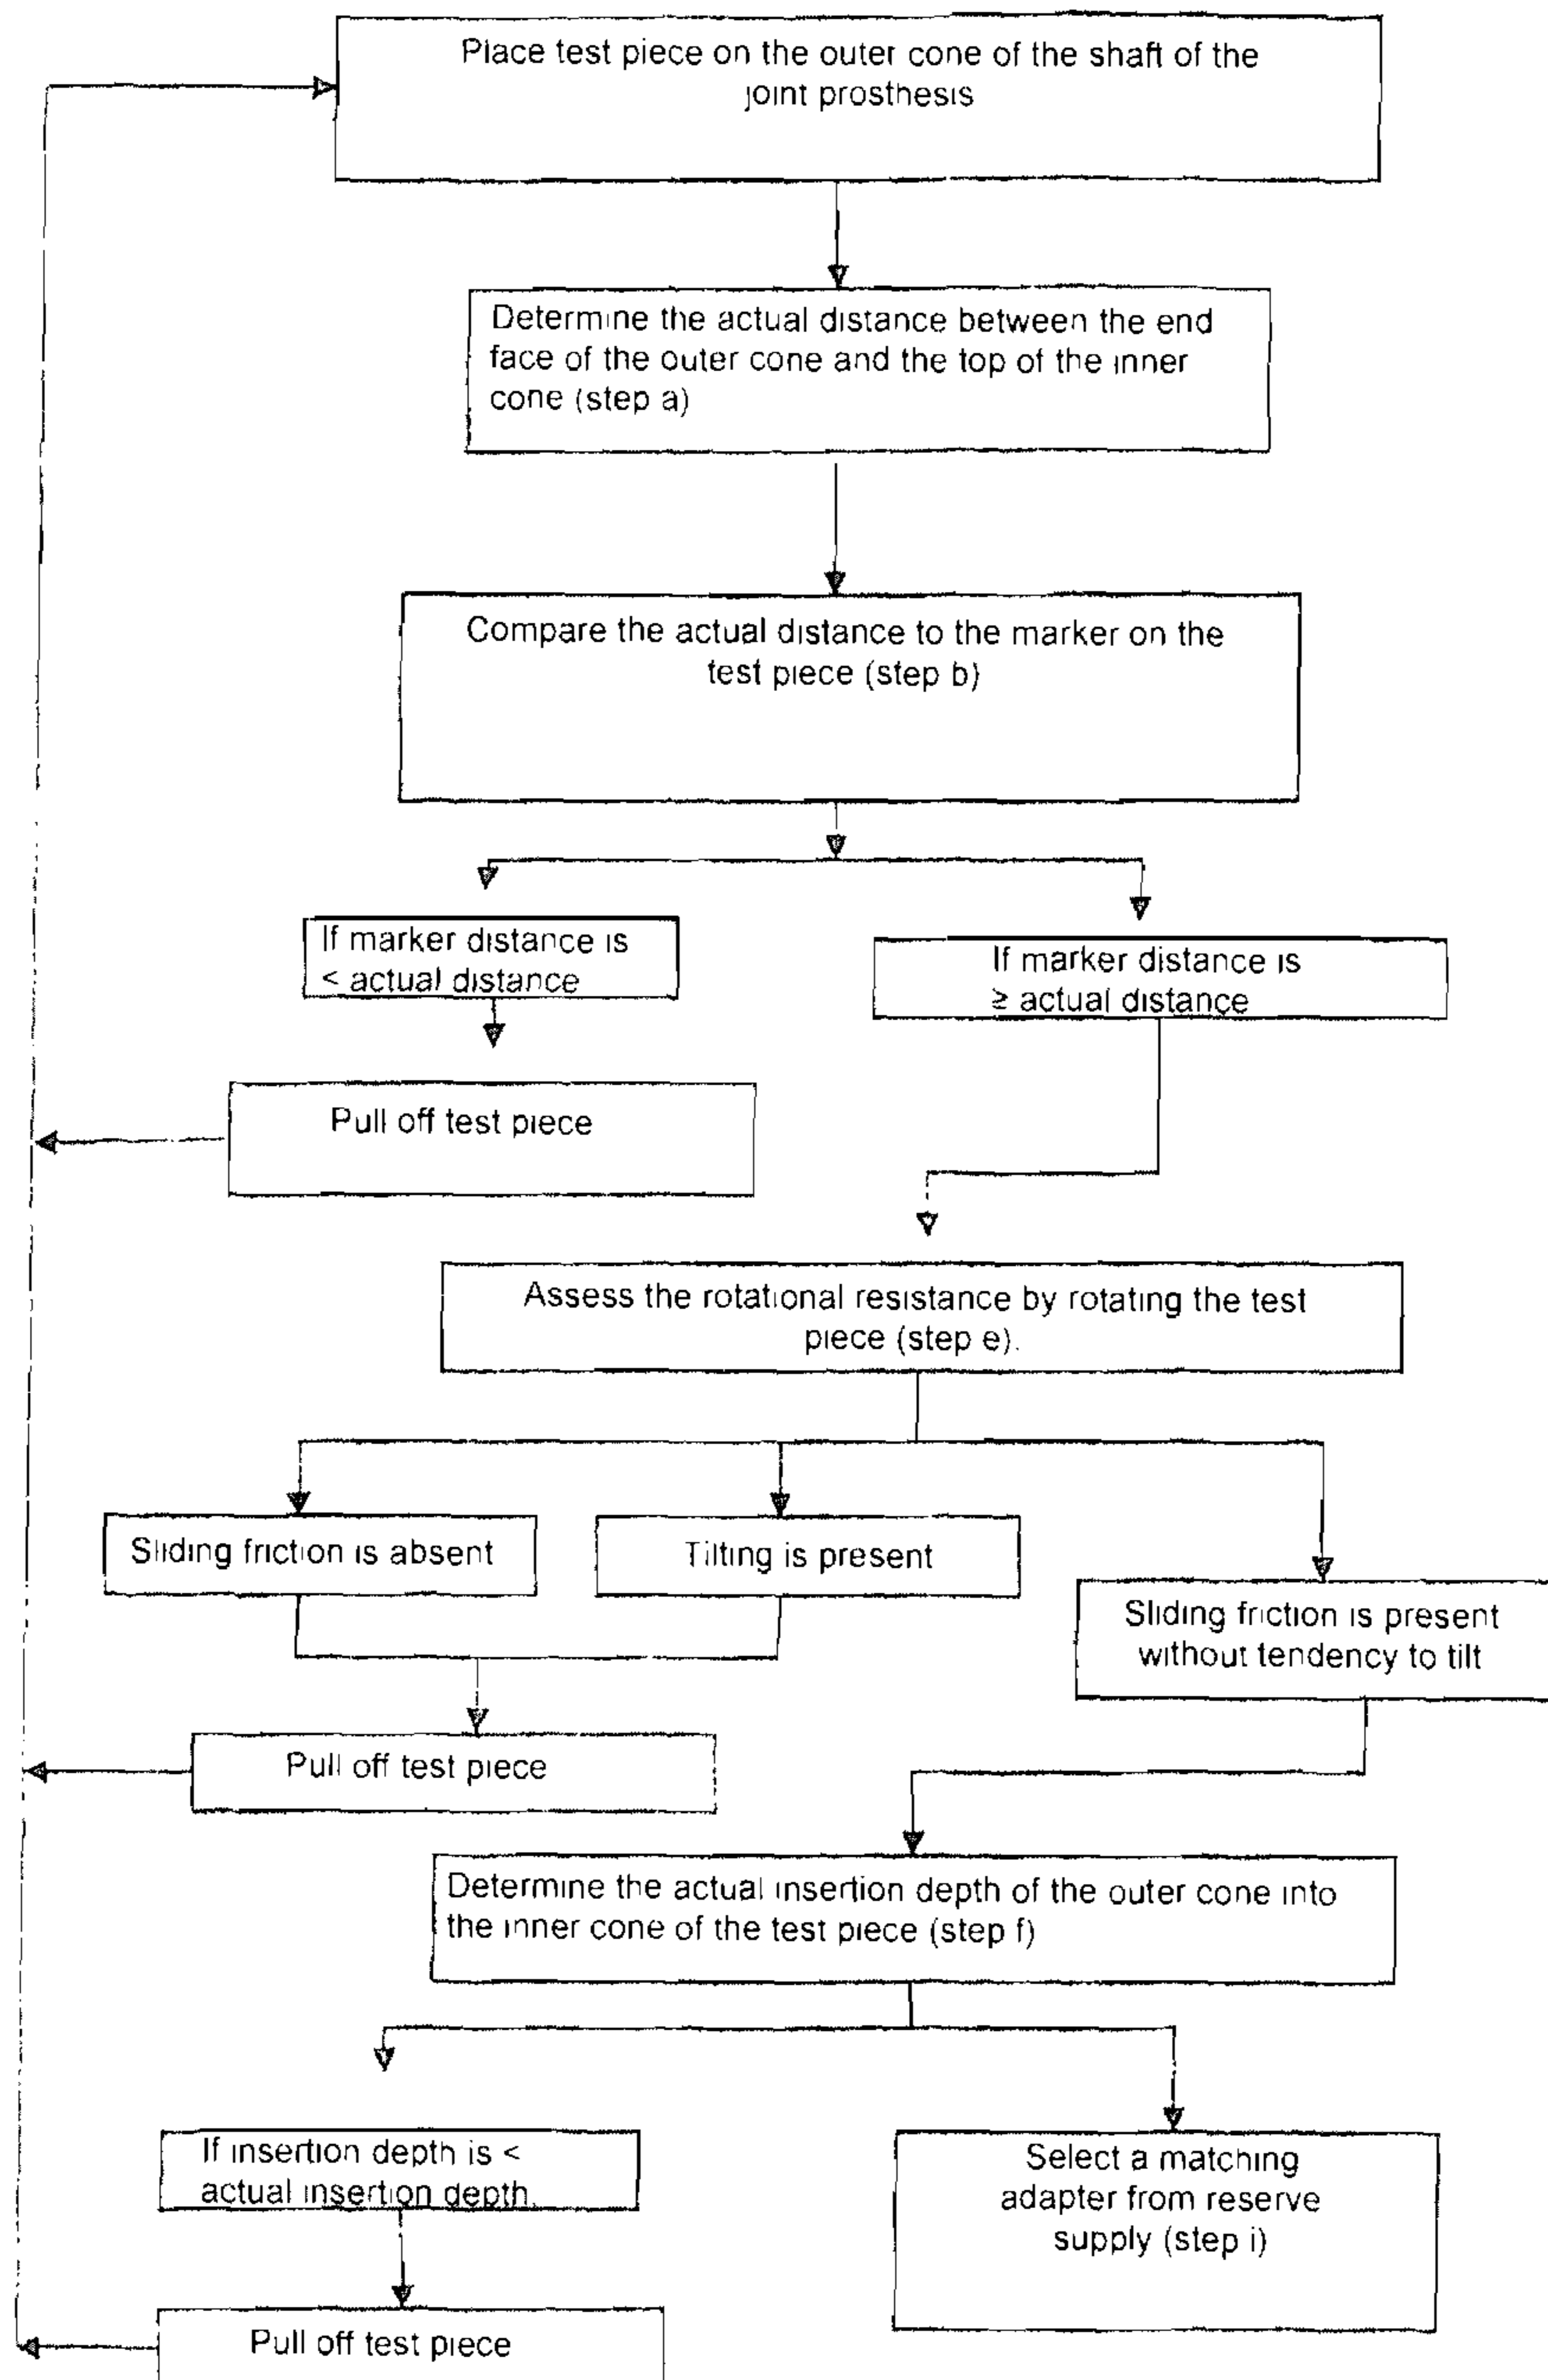 Place test piece on the outer cone of the shaft of the
joint prosthesis
Determine the actual distance between the end
face of the outer cone and the top of the inner
cone (step a)
Compare the actual distance to the marker on the
test piece (step b)
If marker distance is
< actual distance
If marker distance is
≥ actual distance
Pull off test piece
Assess the rotational resistance by rotating the test
piece (step e).
Sliding friction is absent
Tilting is present
Sliding friction is present
without tendency to tilt
Pull off test piece
Determine the actual insertion depth of the outer cone into
the inner cone of the test piece (step f)
If insertion depth is <
actual insertion depth.
Select a matching
adapter from reserve
supply (step i)
Pull off test piece